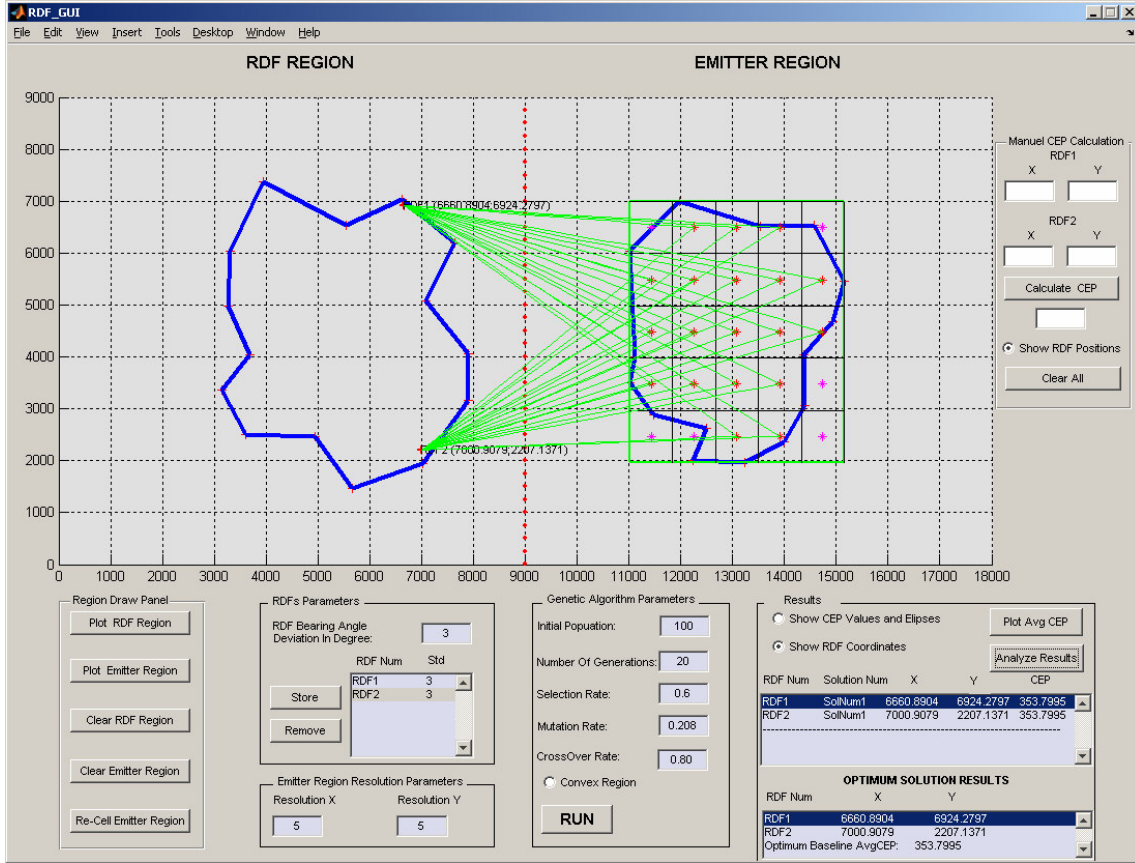 RDF_GUI
File Edit View Insert Tools Desktop Window Help
RDF REGION EMITTER REGION
9000
8000
7000
6000
5000
4000
3000
2000
1000
0
RDF1 (6660.8904;6924.2797)
(7000.9079;2207.1371)
0 1000 2000 3000 4000 5000 6000 7000 8000 9000 10000 11000 12000 13000 14000 15000 16000 17000 18000
Manuel CEP Calculation
RDF1
X Y
RDF2
X Y
Calculate CEP
Show RDF Positions
Clear All
Region Draw Panel
Plot RDF Region
Plot Emitter Region
Clear RDF Region
Clear Emitter Region
Re-Cell Emitter Region
RDFs Parameters
RDF Bearing Angle
Deviation In Degree: 3
RDF Num Std
RDF1 3
RDF2 3
Store
Remove
Emitter Region Resolution Parameters
Resolution X Resolution Y
5 5
Genetic Algorithm Parameters
Initial Popuation: 100
Number Of Generations: 20
Selection Rate: 0.6
Mutation Rate: 0.208
CrossOver Rate: 0.80
Convex Region
RUN
Results
Show CEP Values and Elipses
Plot Avg CEP
Show RDF Coordinates
Analyze Results
RDF Num Solution Num X Y CEP
RDF1 SolNum1 6660.8904 6924.2797 353.7995
RDF2 SolNum1 7000.9079 2207.1371 353.7995
OPTIMUM SOLUTION RESULTS
RDF Num X Y
RDF1 6660.8904 6924.2797
RDF2 7000.9079 2207.1371
Optimum Baseline AvgCEP: 353.7995